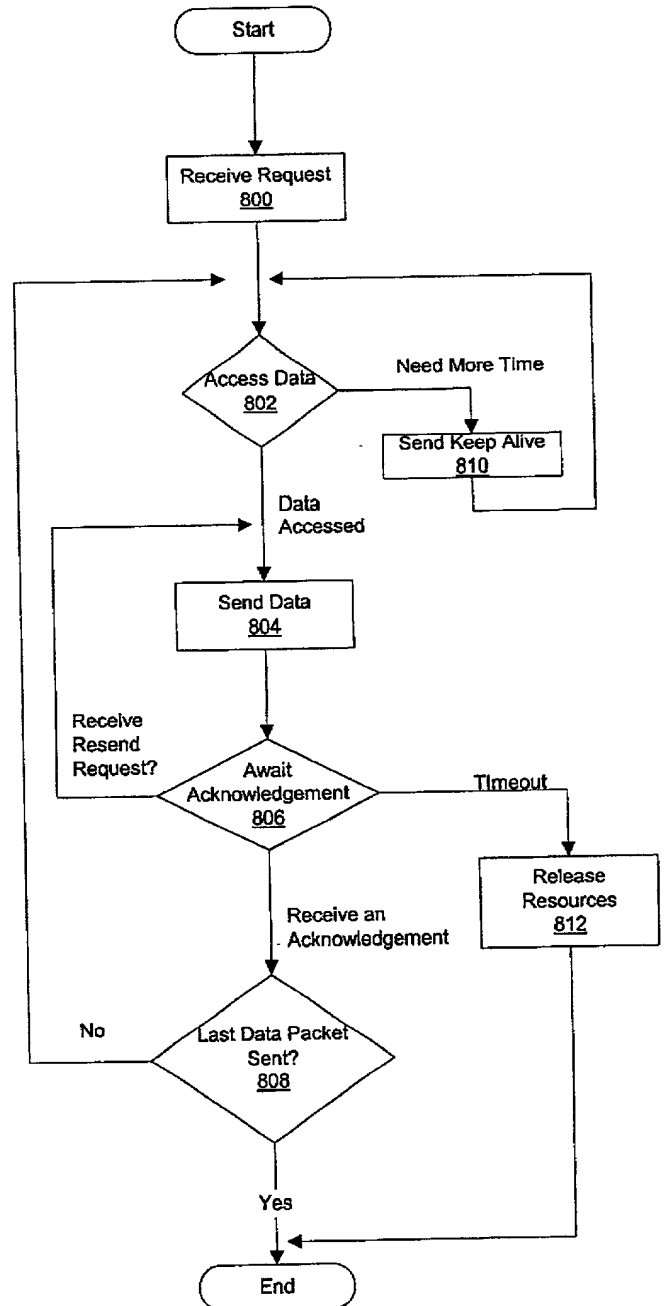 Start
Receive Request
800
Access Data
802
Need More Time
Send Keep Alive
810
Data
Accessed
Send Data
804
Receive
Resend
Request?
Await
Acknowledgement
806
Timeout
Release
Resources
812
Receive an
Acknowledgement
No
Last Data Packet
Sent?
808
Yes
End